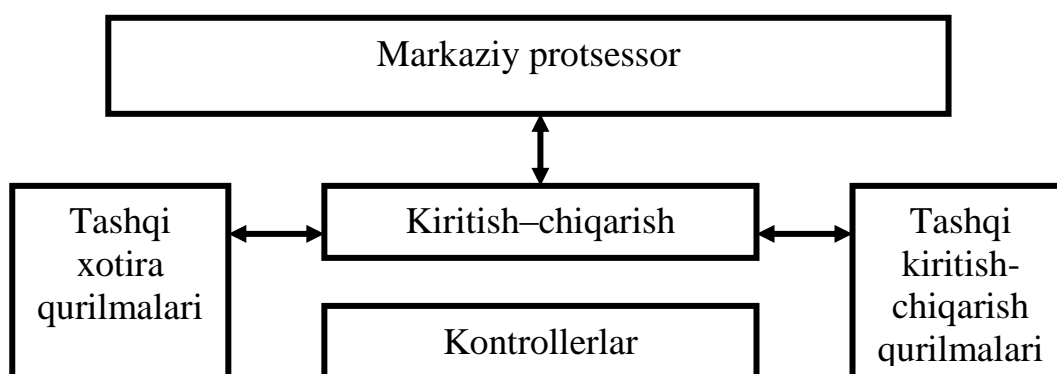 Markaziy protsessor
Tashqi
xotira
qurilmalari
Kiritish–chiqarish
Kontrollerlar
Tashqi
kiritish-
chiqarish
qurilmalari